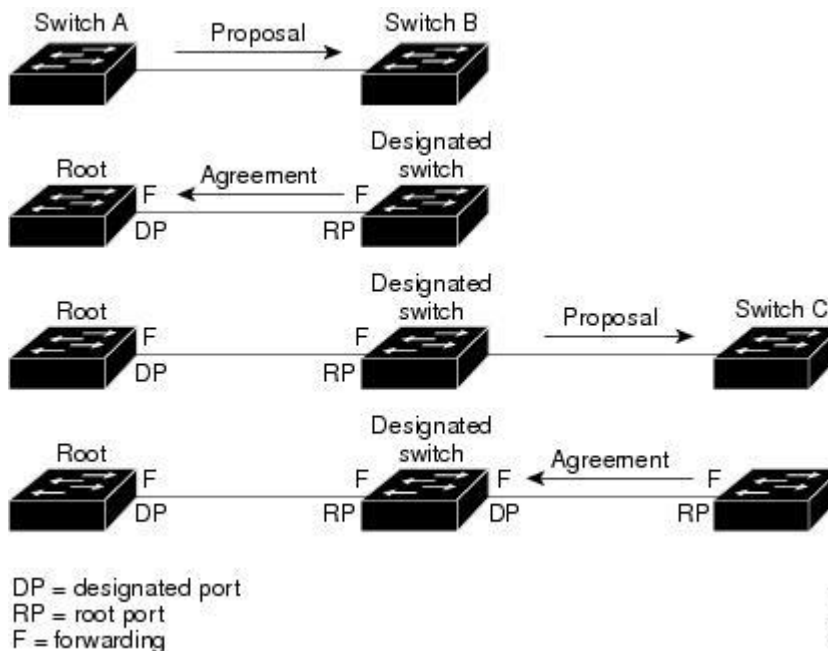 Switch A
Proposal
Switch B
Root
F
Agreement
F
Designated
switch
DP
RP
Root
F
Designated
switch
F
Proposal
Switch C
DP
RP
Root
F
Designated
switch
F
F
Agreement
F
DP
RP
DP
RP
DP = designated port
RP = root port
F = forwarding